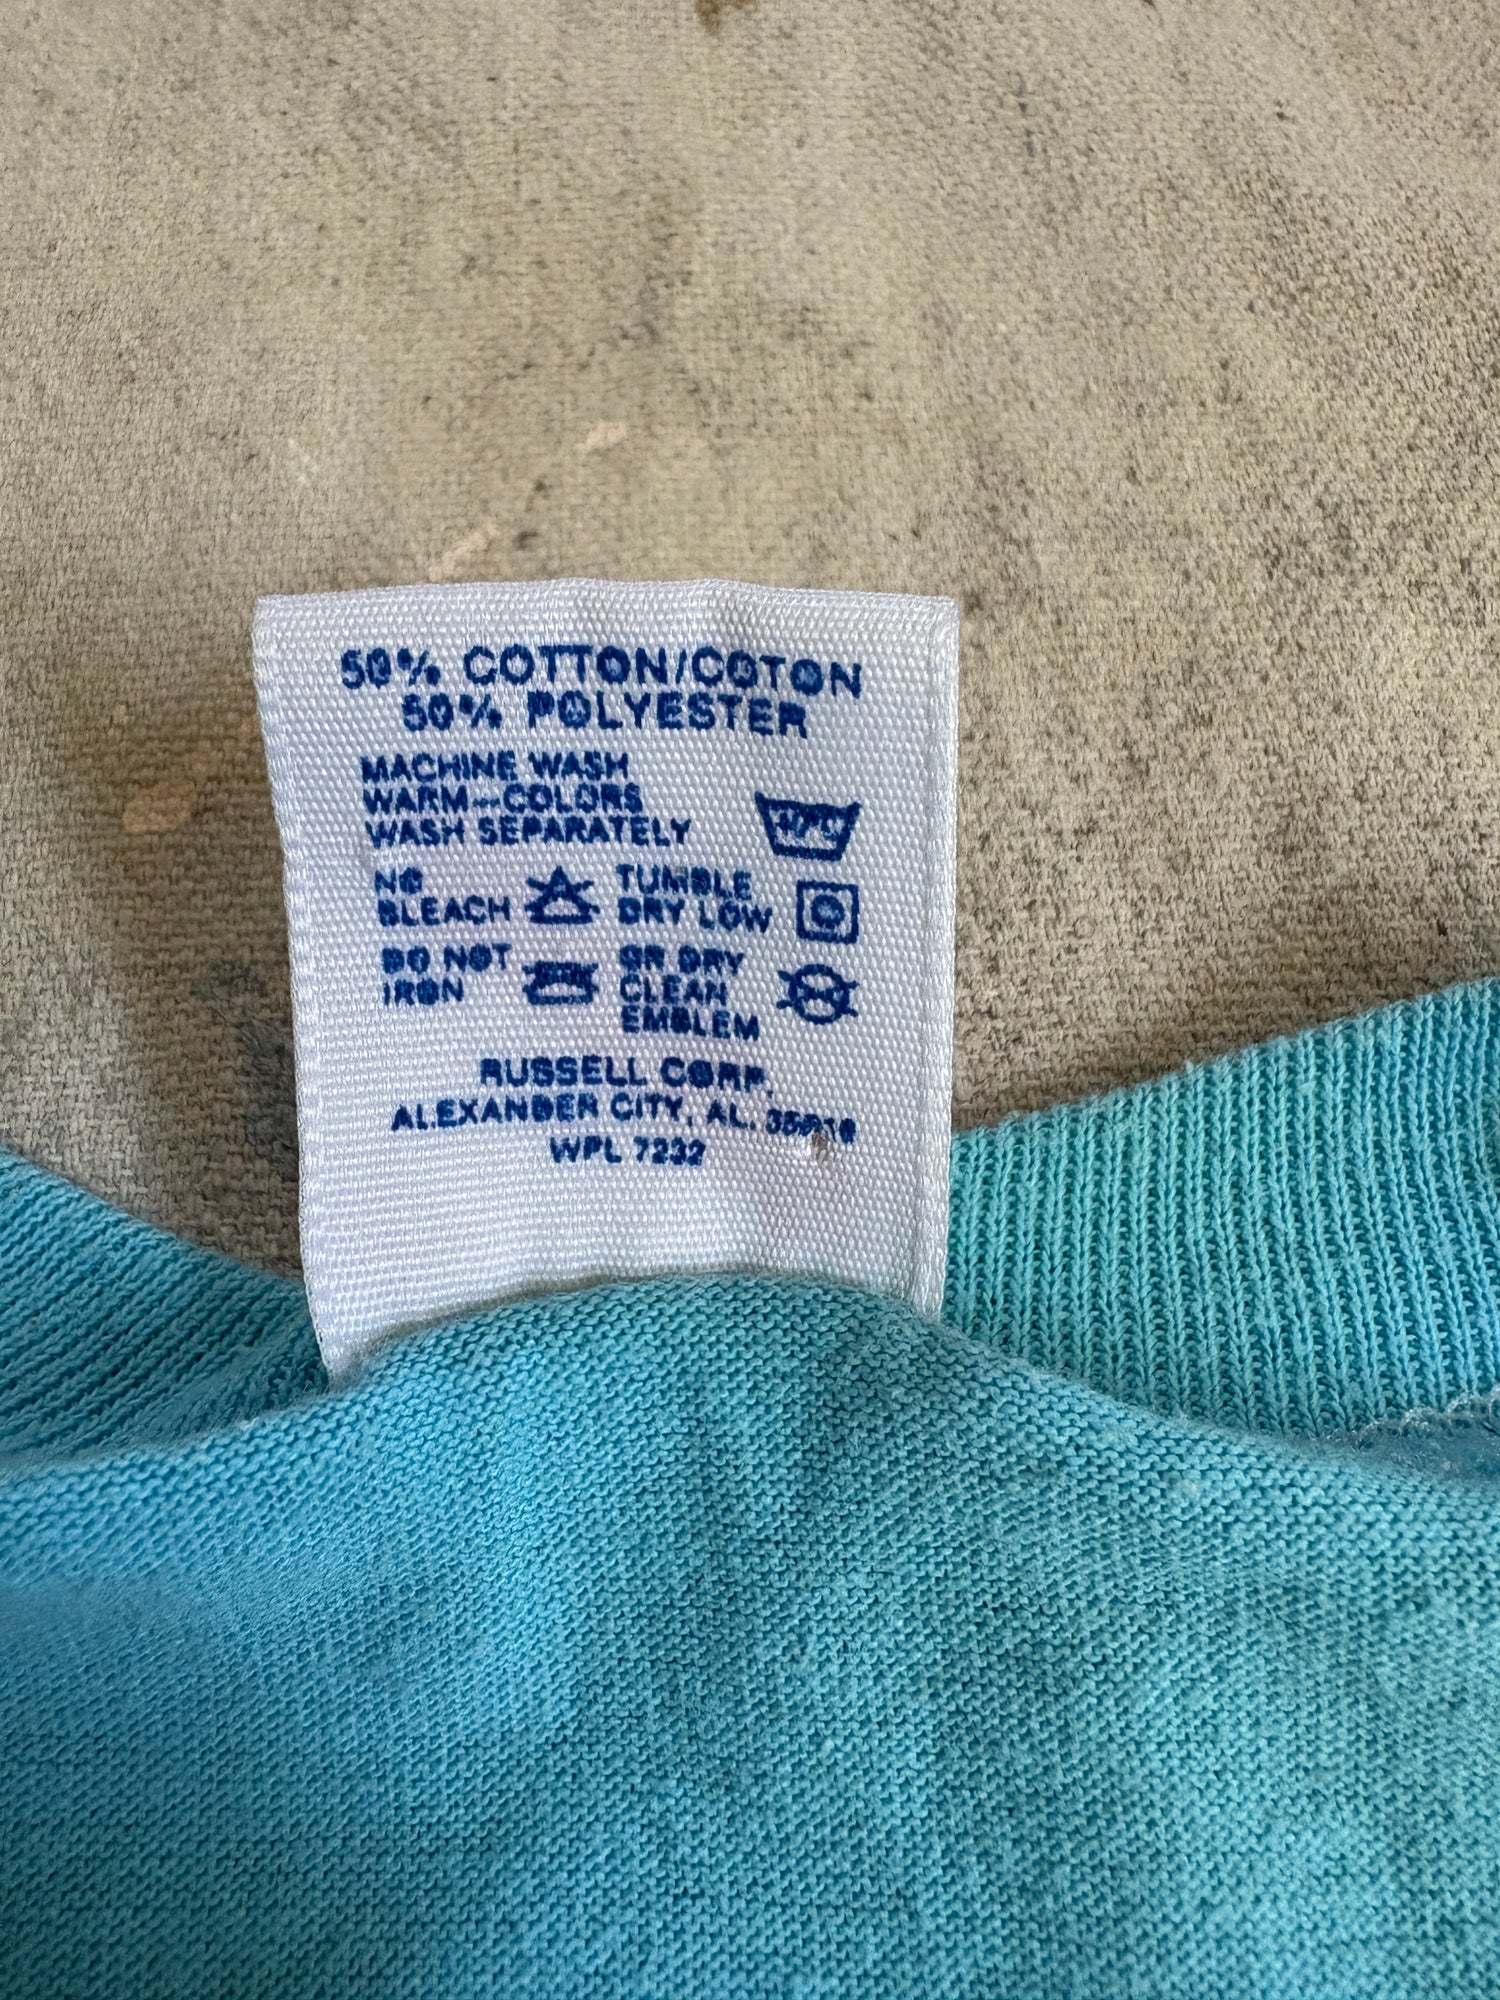 50% COTTON/COTON
50% POLYESTER
MACHINE WASH
WARM—COLORS
WASH SEPARATELY
40°C
NO
BLEACH
TUMBLE
DRY LOW
DO NOT
IRON
OR DRY
CLEAN
EMBLEM
RUSSELL CORP.
ALEXANDER CITY, AL.
WPL 7232